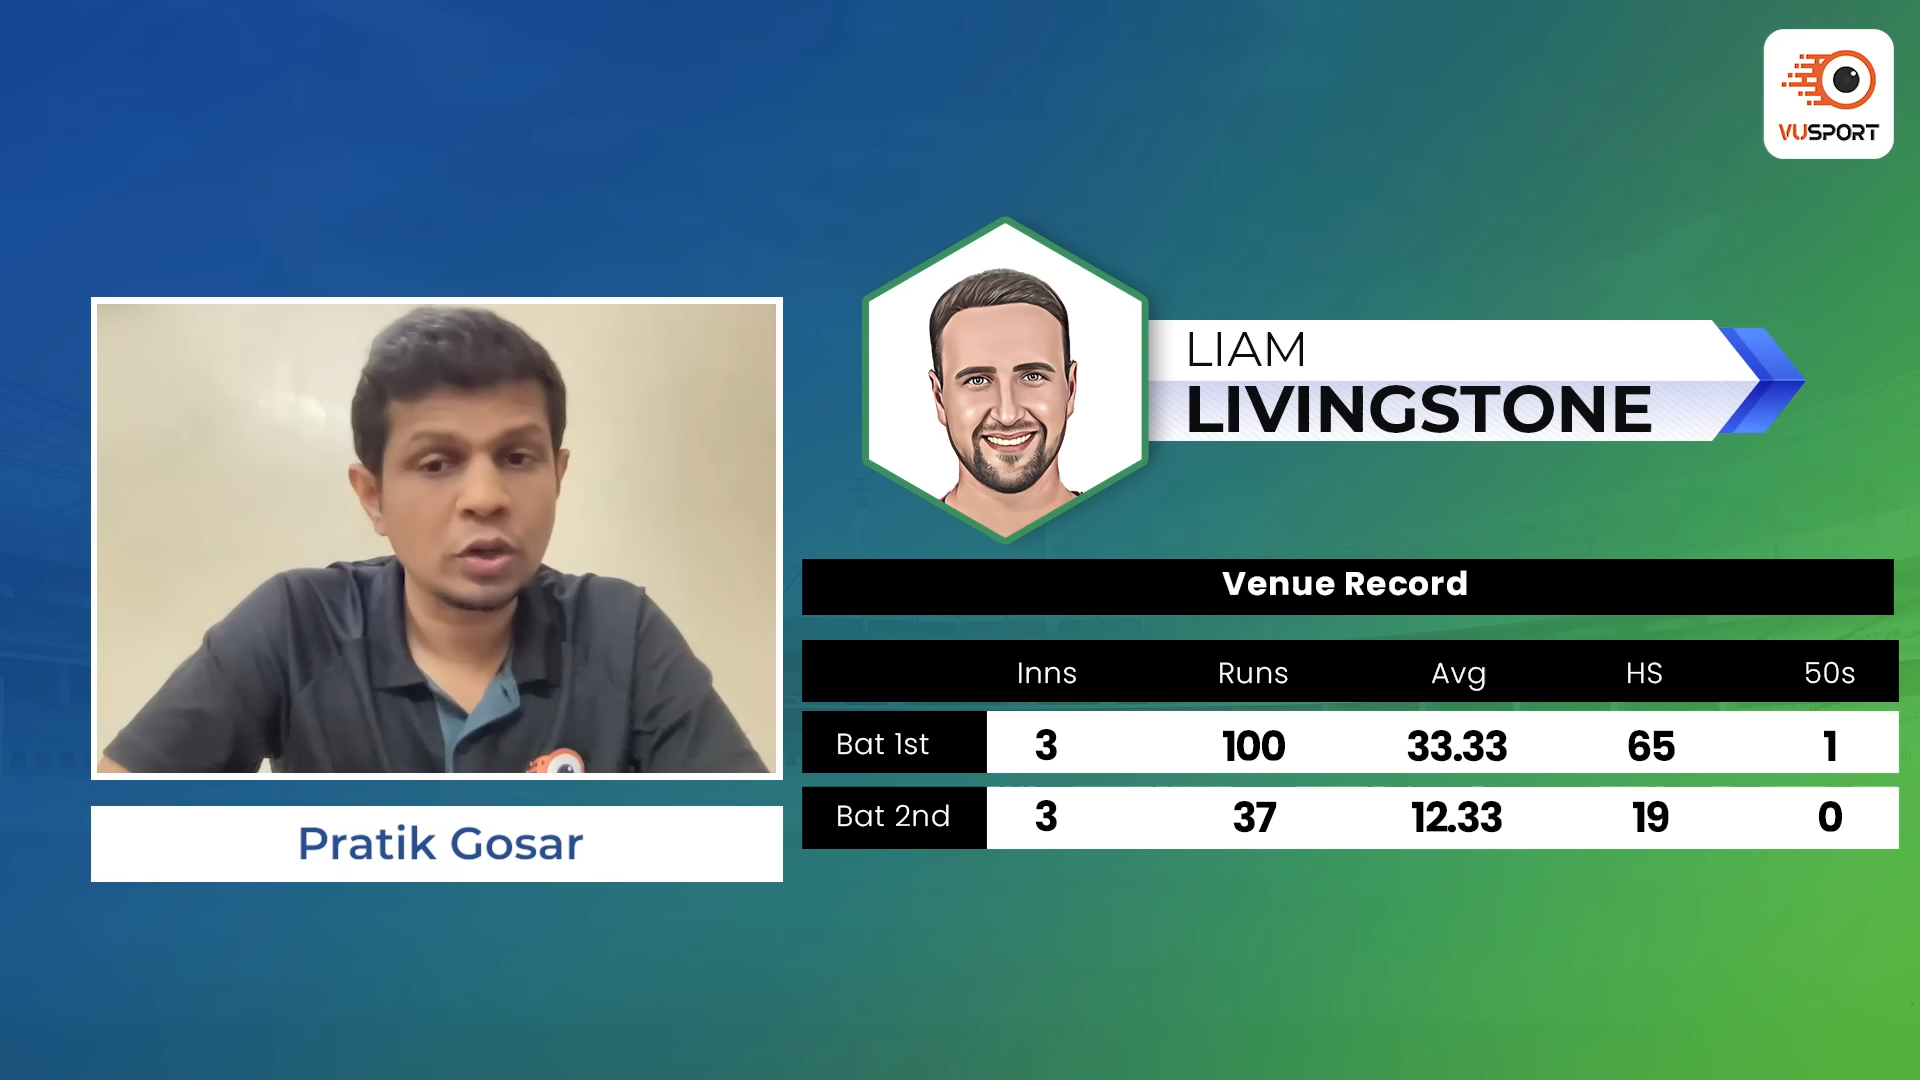 VUSPORT
LIAM
LIVINGSTONE
Venue Record
Inns Runs Avg HS 50s
Bat 1st 3 100 33.33 65 1
Bat 2nd 3 37 12.33 19 0
Pratik Gosar